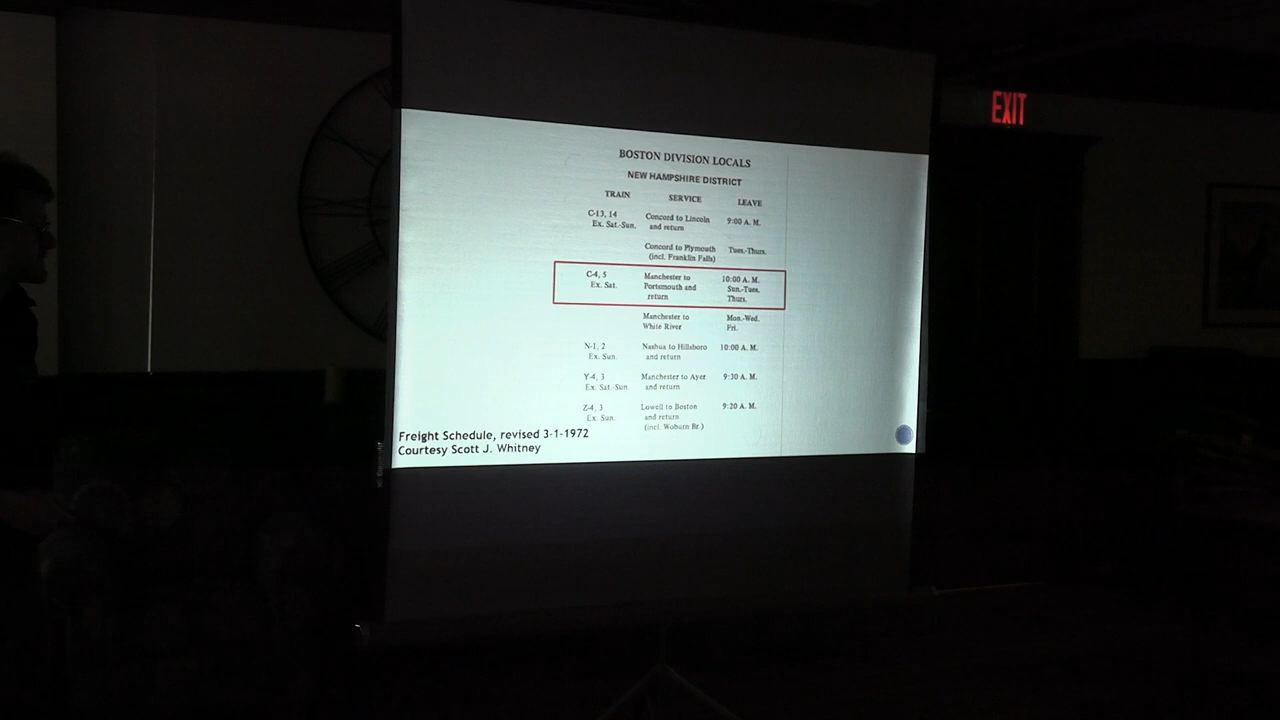 EXIT
BOSTON DIVISION LOCALS
NEW HAMPSHIRE DISTRICT
TRAIN SERVICE LEAVE
C-13, 14 Concord to Lincoln 9:00 A. M.
Ex. Sat.-Sun. and return
Concord to Plymouth Tues.-Thurs.
(incl. Franklin Falls)
C-4, 5 Manchester to 10:00 A. M.
Ex. Sat. Portsmouth and Sun.-Tues.
return Thurs.
Manchester to Mon.-Wed.
White River Fri.
N-1, 2 Nashua to Hillsboro 10:00 A. M.
Ex. Sun. and return
Y-4, 3 Manchester to Ayer 9:30 A. M.
Ex. Sat.-Sun. and return
Z-4, 3 Lowell to Boston 9:20 A. M.
Ex. Sun. and return
(incl. Woburn Br.)
Freight Schedule, revised 3-1-1972
Courtesy Scott J. Whitney